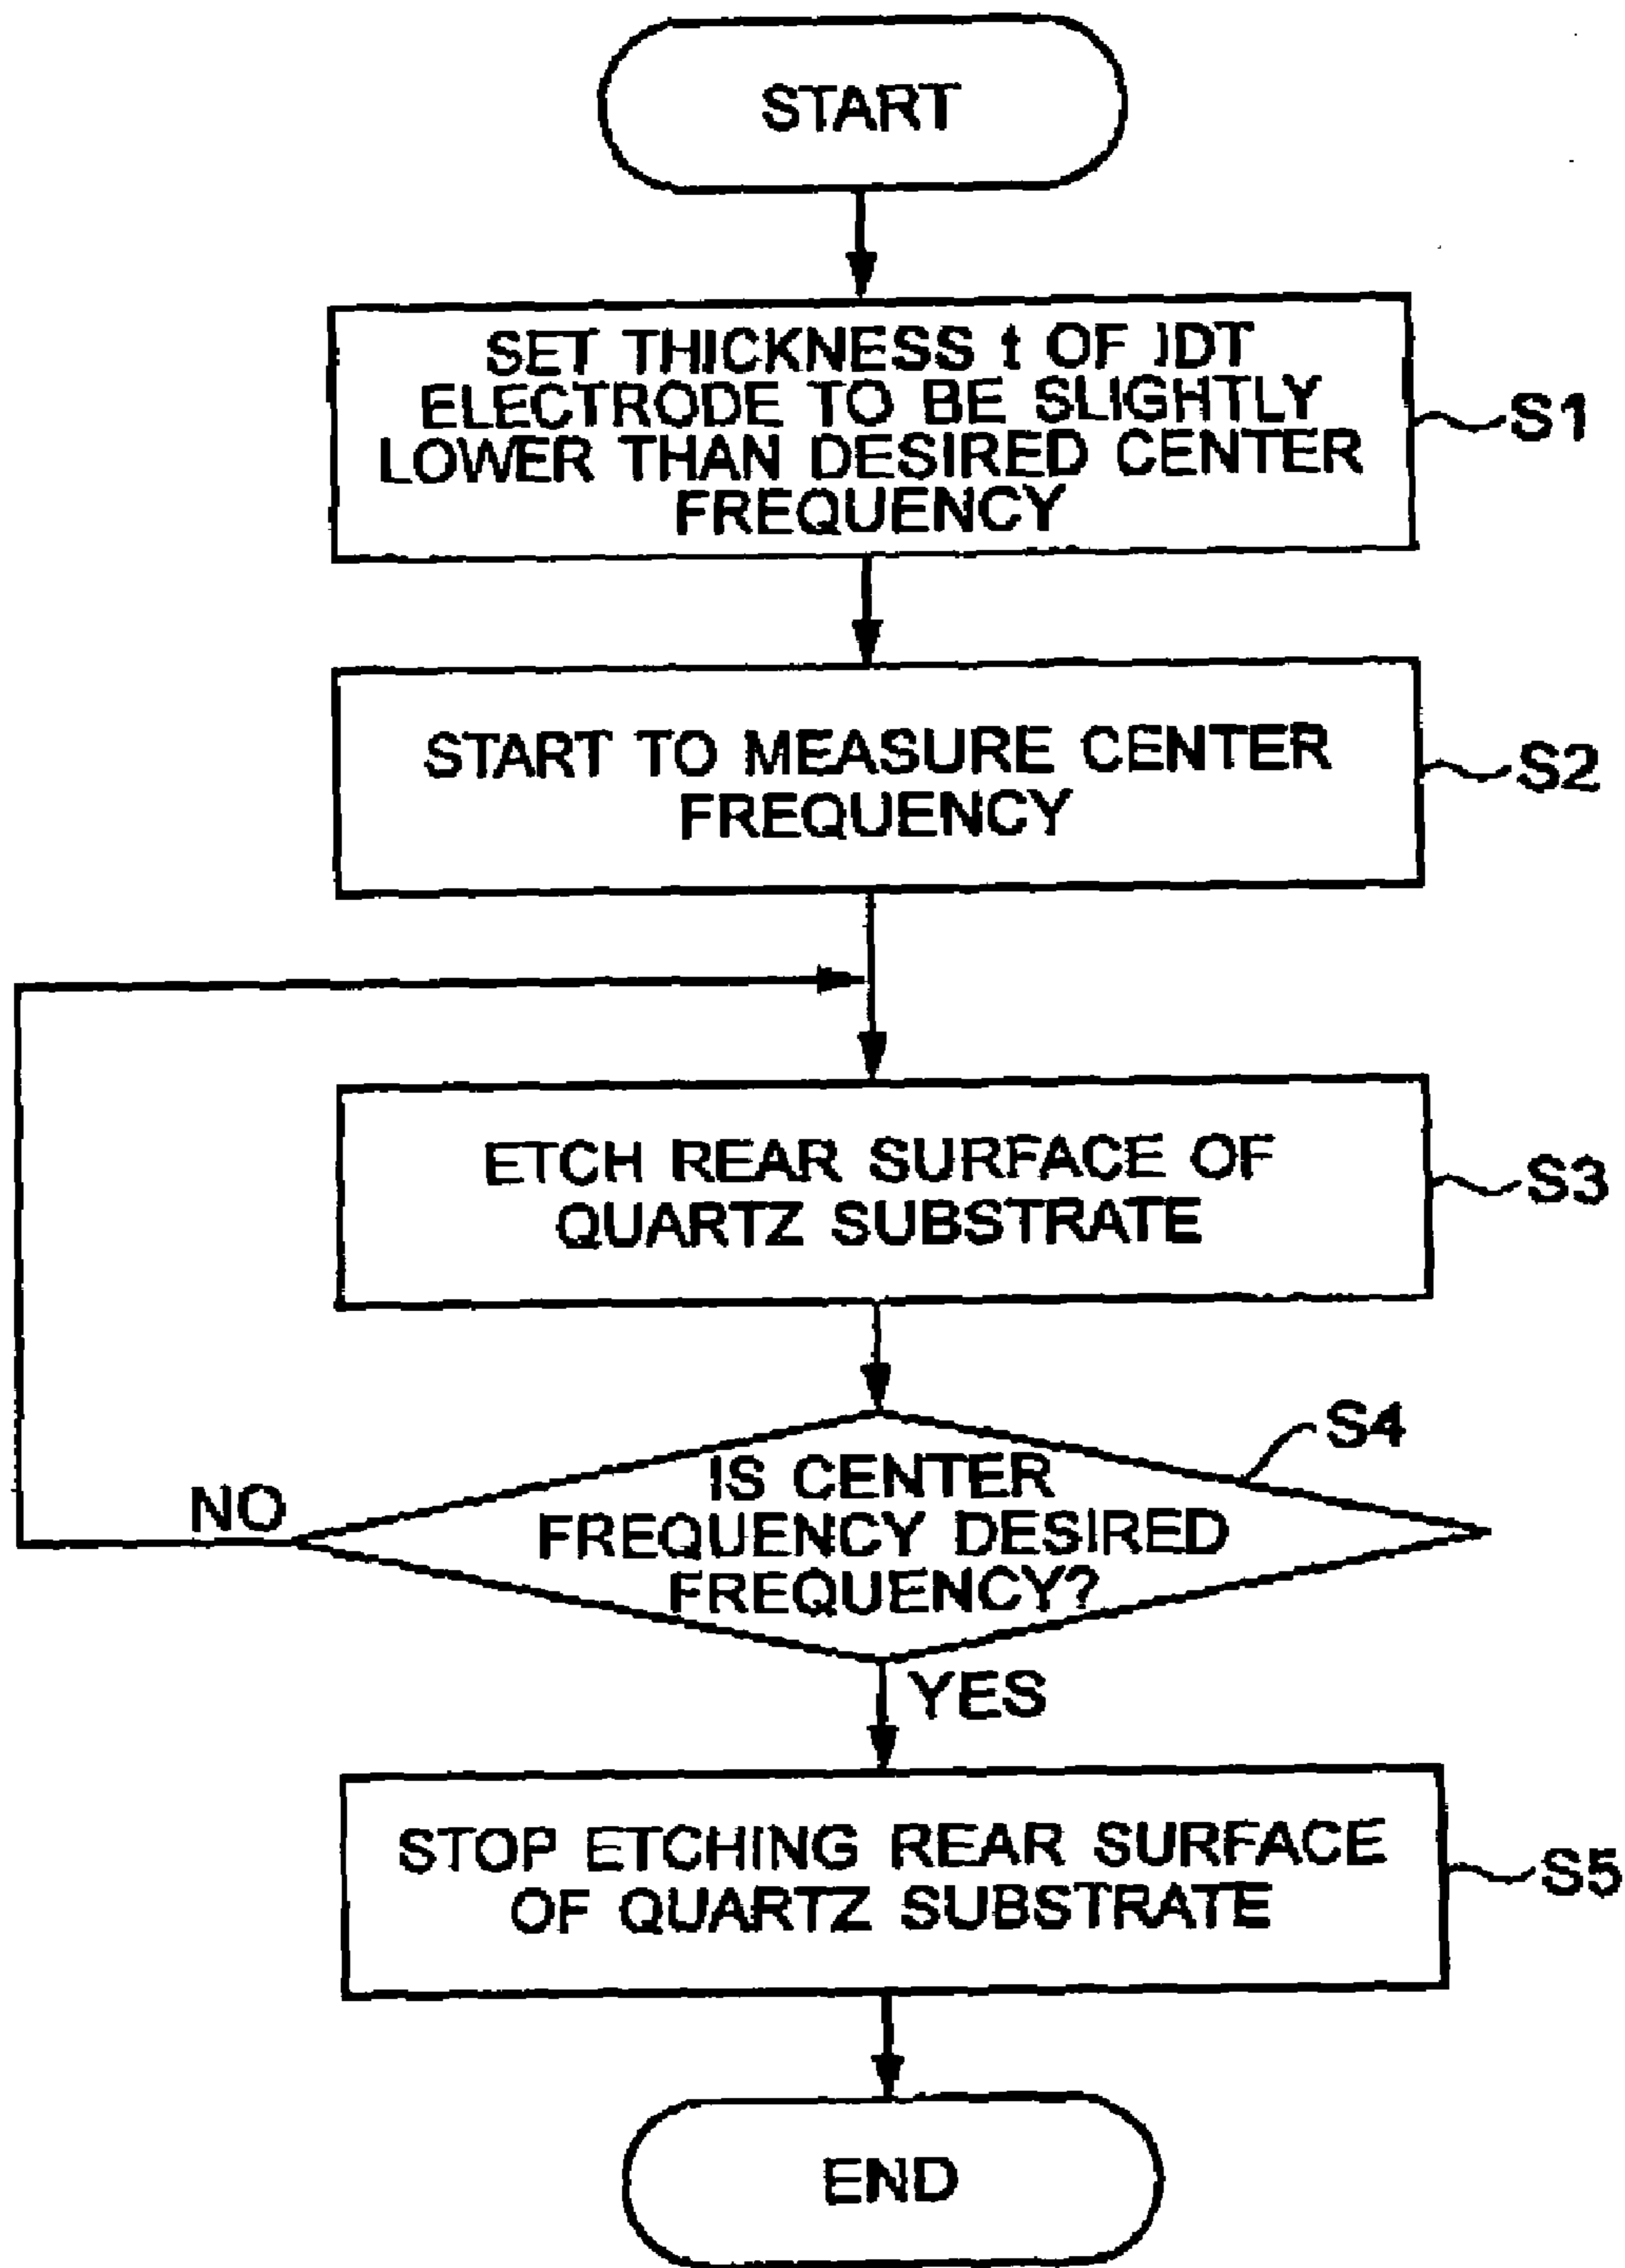 START
SET THICKNESS t OF IDT
ELECTRODE TO BE SLIGHTLY
LOWER THAN DESIRED CENTER
FREQUENCY
S1
START TO MEASURE CENTER
FREQUENCY
S2
ETCH REAR SURFACE OF
QUARTZ SUBSTRATE
S3
S4
IS CENTER
FREQUENCY DESIRED
FREQUENCY?
NO
YES
STOP ETCHING REAR SURFACE
OF QUARTZ SUBSTRATE
S5
END